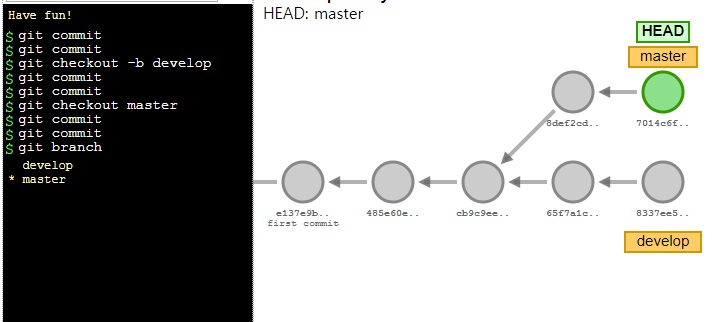 Have fun!
$ git commit
$ git commit
$ git checkout -b develop
$ git commit
$ git commit
$ git checkout master
$ git commit
$ git commit
$ git branch
develop
* master
HEAD: master
HEAD
master
8def2cd..
7014c6f..
e137e9b..
first commit
485e60e..
cb9c9ee..
65f7a1c..
8337ee5..
develop